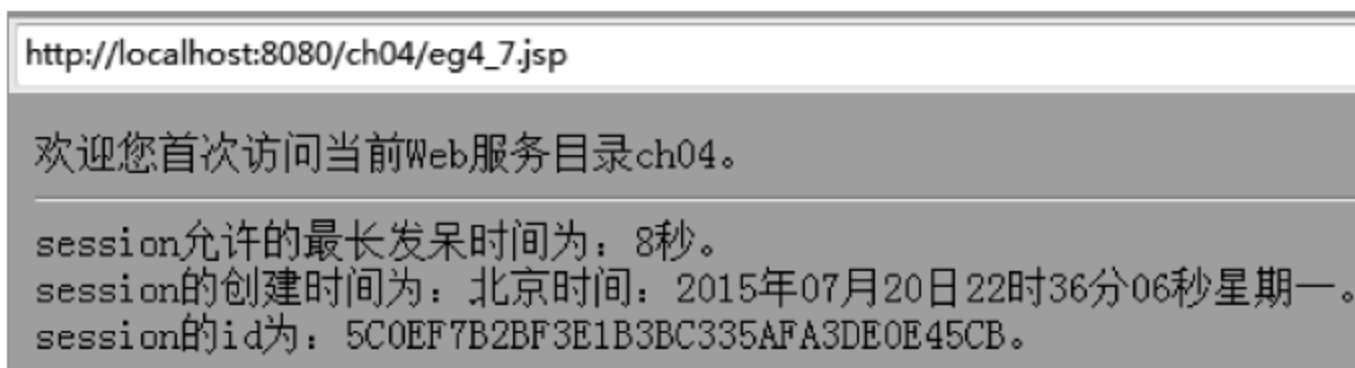 http://localhost:8080/ch04/eg4_7.jsp
欢迎您首次访问当前Web服务目录ch04。
session允许的最长发呆时间为：8秒。
session的创建时间为：北京时间：2015年07月20日22时36分06秒星期一。
session的id为：5C0EF7B2BF3E1B3BC335AFA3DE0E45CB。